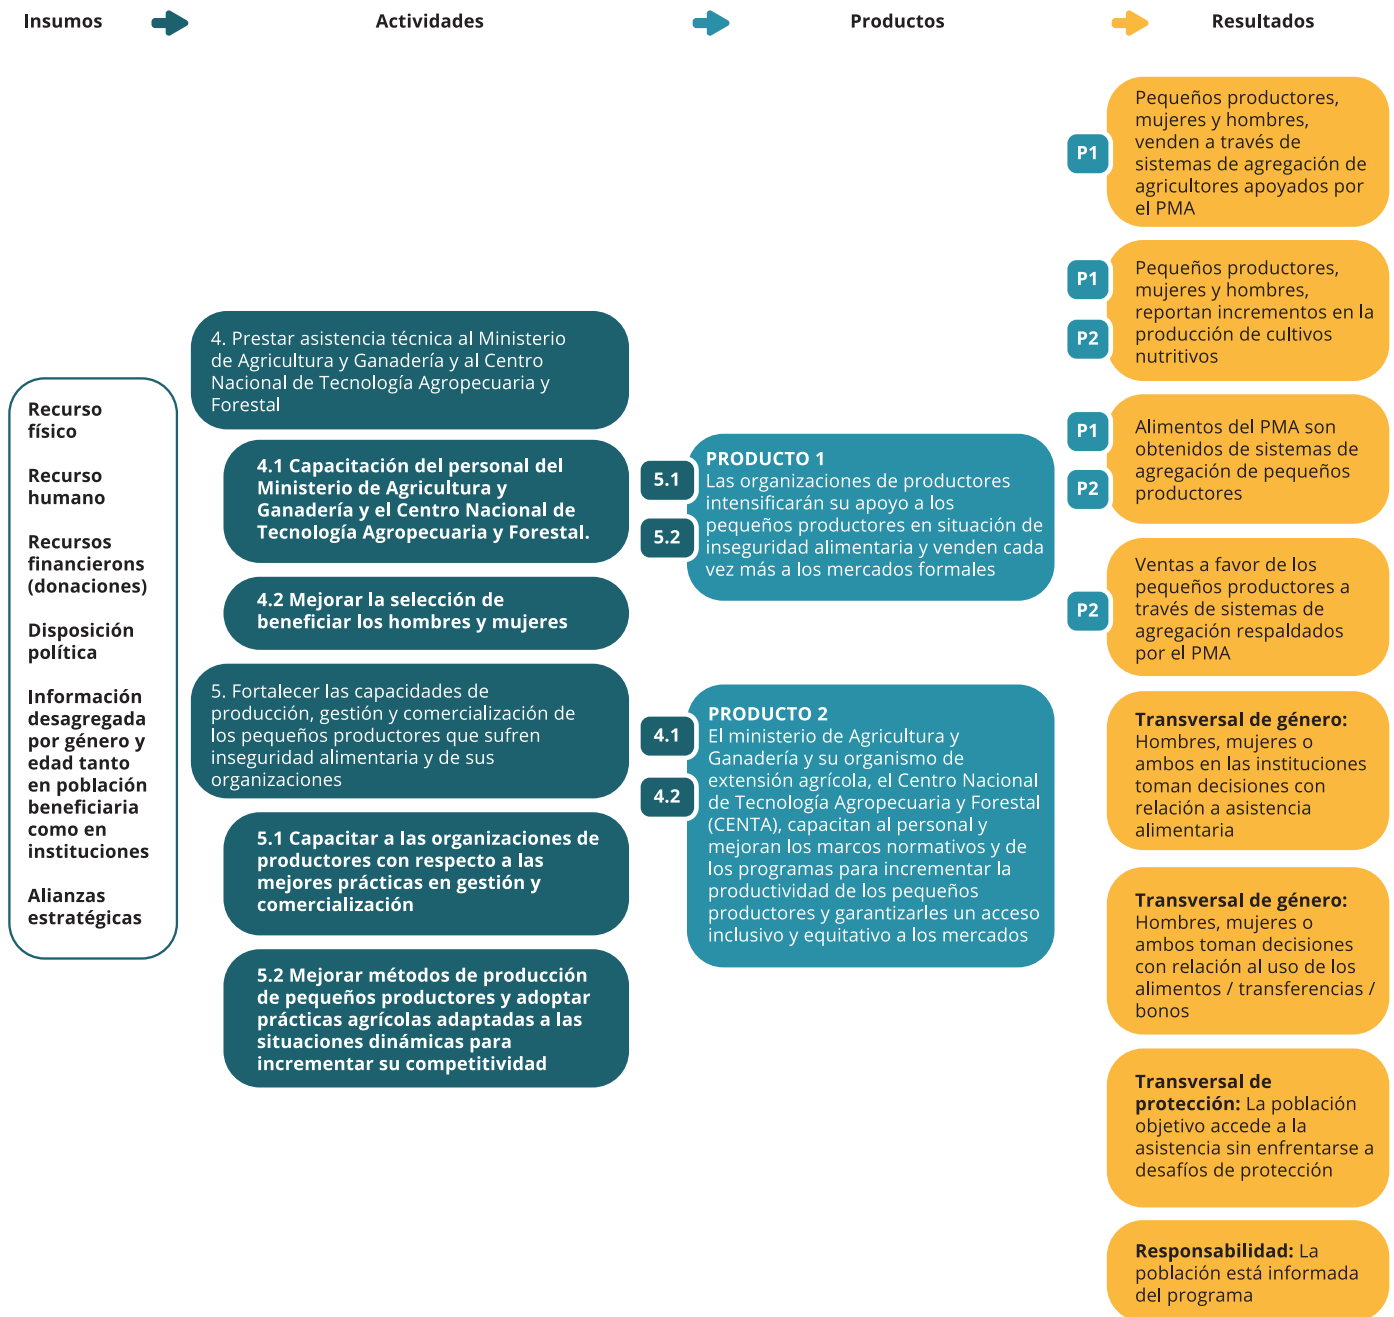 Insumos
Actividades
Productos
Resultados
Recurso
físico
Recurso
humano
Recursos
financierons
(donaciones)
Disposición
política
Información
desagregada
por género y
edad tanto
en población
beneficiaria
como en
instituciones
Alianzas
estratégicas
4. Prestar asistencia técnica al Ministerio
de Agricultura y Ganadería y al Centro
Nacional de Tecnología Agropecuaria y
Forestal
4.1 Capacitación del personal del
Ministerio de Agricultura y
Ganadería y el Centro Nacional de
Tecnología Agropecuaria y Forestal.
4.2 Mejorar la selección de
beneficiar los hombres y mujeres
5. Fortalecer las capacidades de
producción, gestión y comercialización de
los pequeños productores que sufren
inseguridad alimentaria y de sus
organizaciones
5.1 Capacitar a las organizaciones de
productores con respecto a las
mejores prácticas en gestión y
comercialización
5.2 Mejorar métodos de producción
de pequeños productores y adoptar
prácticas agrícolas adaptadas a las
situaciones dinámicas para
incrementar su competitividad
5.1
5.2
PRODUCTO 1
Las organizaciones de productores
intensificarán su apoyo a los
pequeños productores en situación de
inseguridad alimentaria y venden cada
vez más a los mercados formales
4.1
4.2
PRODUCTO 2
El ministerio de Agricultura y
Ganadería y su organismo de
extensión agrícola, el Centro Nacional
de Tecnología Agropecuaria y Forestal
(CENTA), capacitan al personal y
mejoran los marcos normativos y de
los programas para incrementar la
productividad de los pequeños
productores y garantizarles un acceso
inclusivo y equitativo a los mercados
P1
Pequeños productores,
mujeres y hombres,
venden a través de
sistemas de agregación de
agricultores apoyados por
el PMA
P1
P2
Pequeños productores,
mujeres y hombres,
reportan incrementos en la
producción de cultivos
nutritivos
P1
P2
Alimentos del PMA son
obtenidos de sistemas de
agregación de pequeños
productores
P2
Ventas a favor de los
pequeños productores a
través de sistemas de
agregación respaldados
por el PMA
Transversal de género:
Hombres, mujeres o
ambos en las instituciones
toman decisiones con
relación a asistencia
alimentaria
Transversal de género:
Hombres, mujeres o
ambos toman decisiones
con relación al uso de los
alimentos / transferencias /
bonos
Transversal de
protección: La población
objetivo accede a la
asistencia sin enfrentarse a
desafíos de protección
Responsabilidad: La
población está informada
del programa